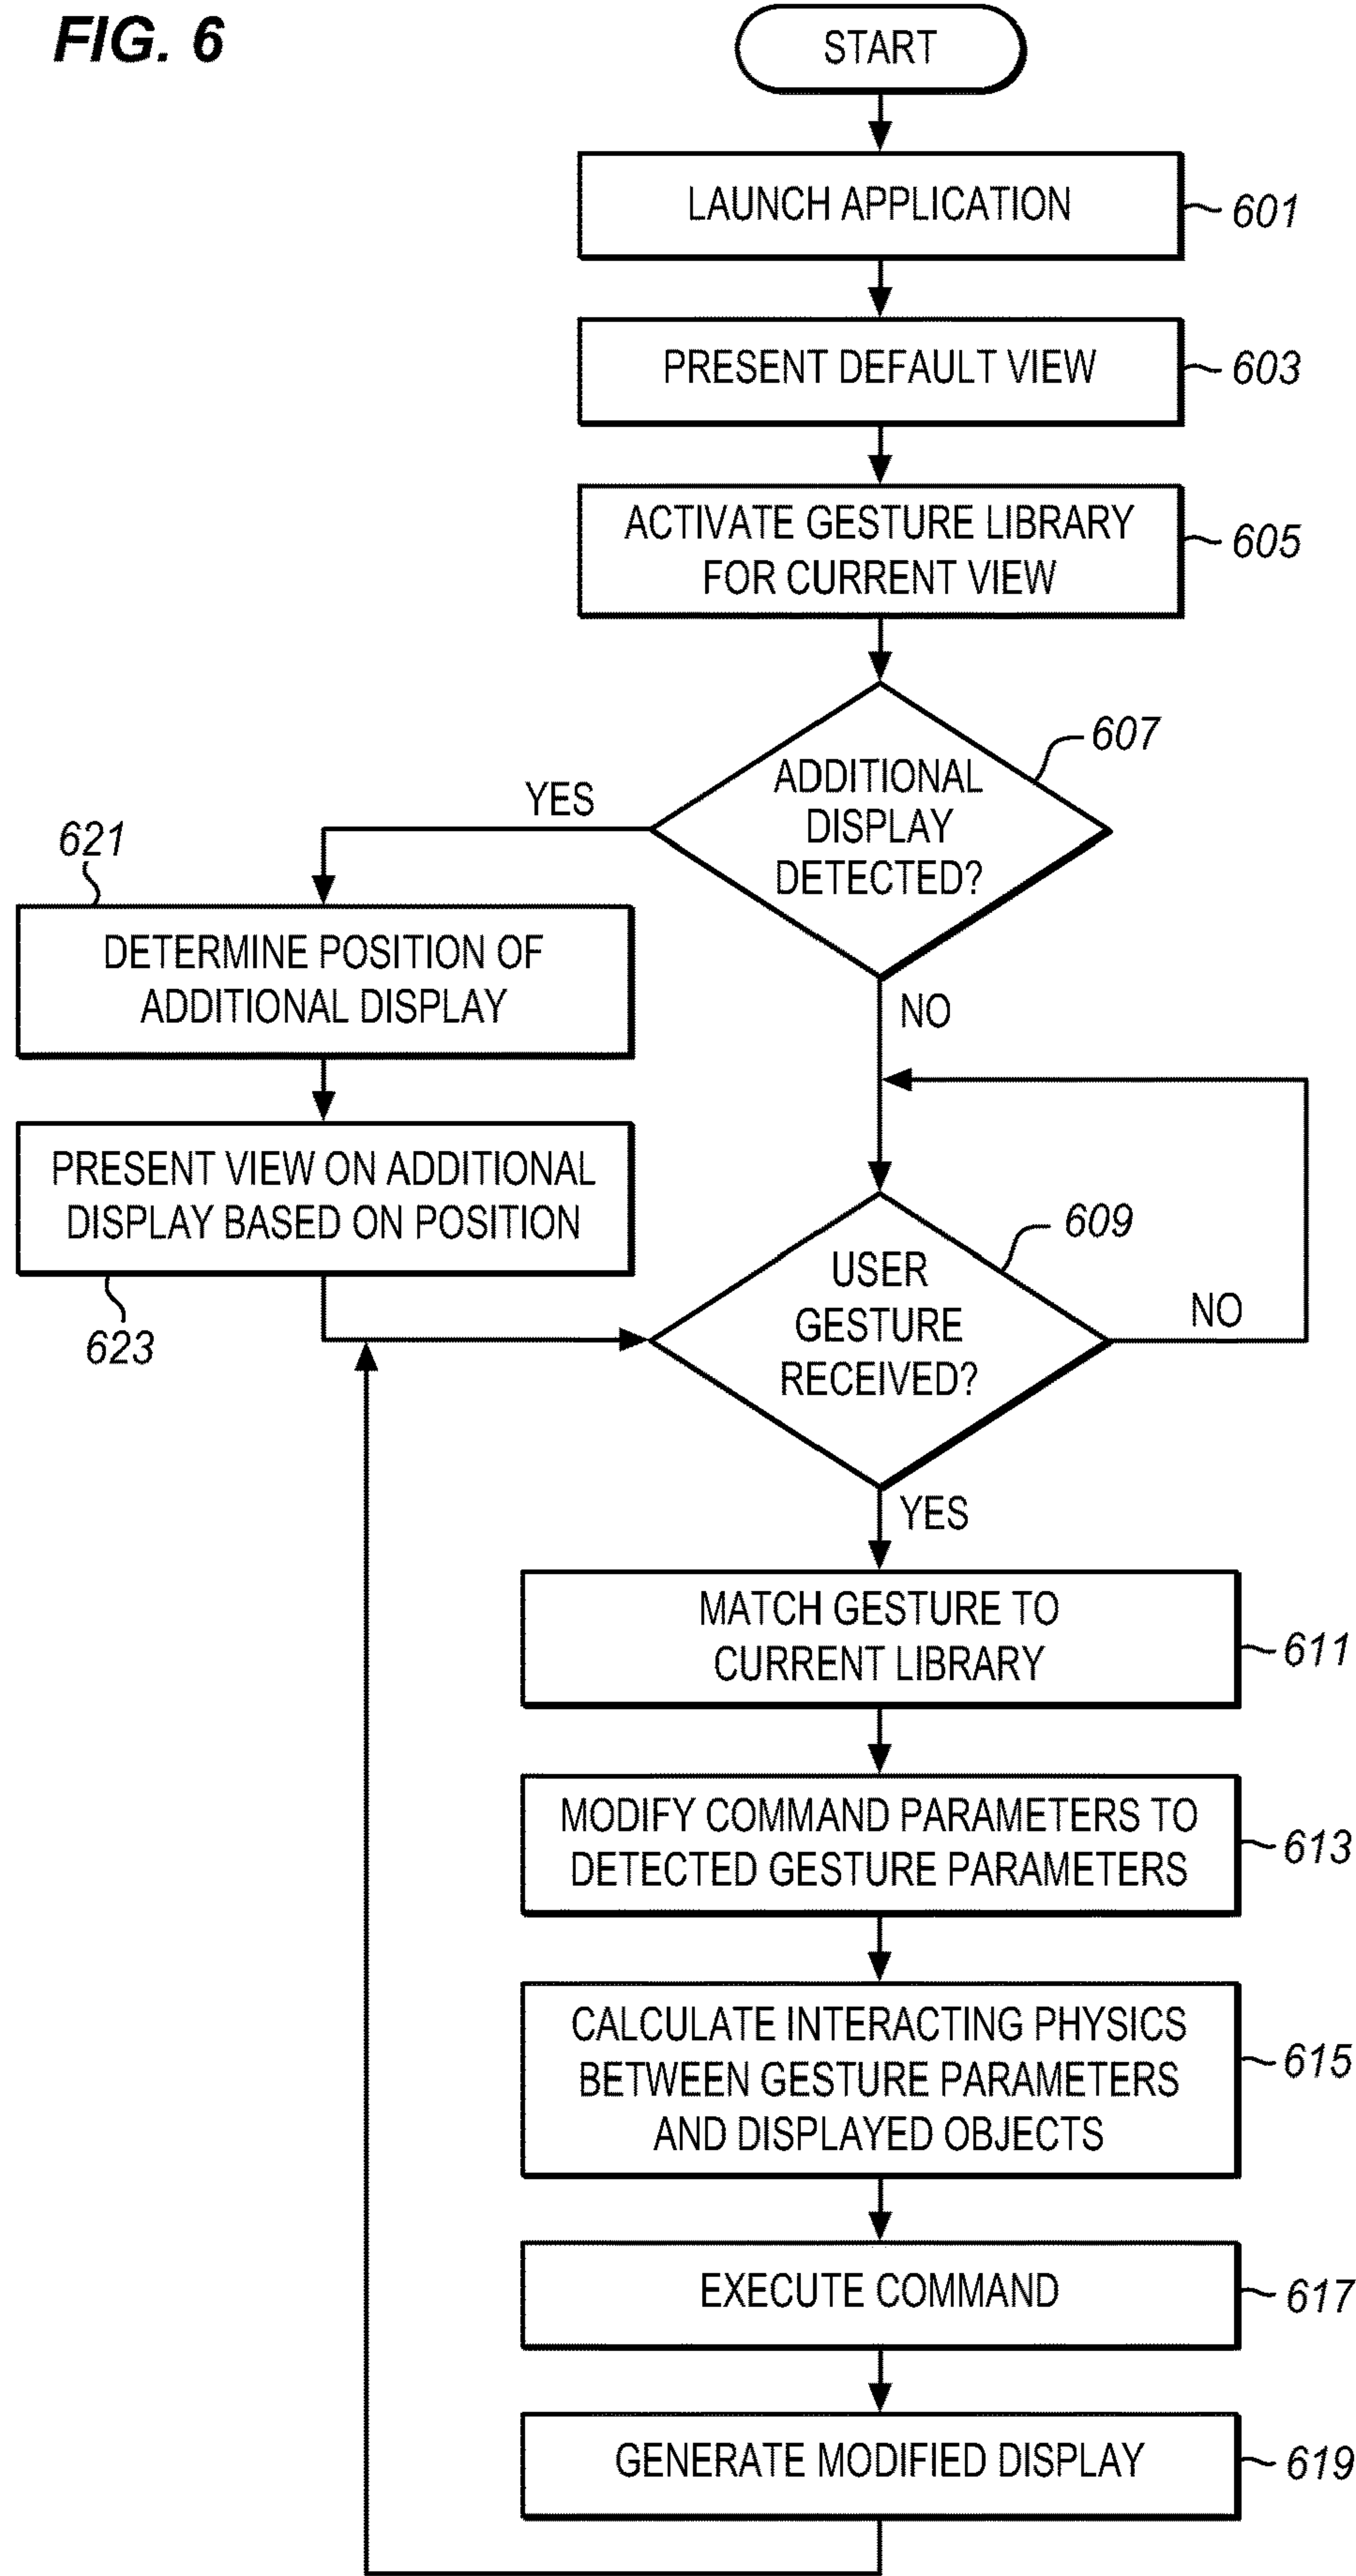 FIG. 6
START
LAUNCH APPLICATION
601
PRESENT DEFAULT VIEW
603
ACTIVATE GESTURE LIBRARY
FOR CURRENT VIEW
605
607
ADDITIONAL
DISPLAY
DETECTED?
YES
NO
621
DETERMINE POSITION OF
ADDITIONAL DISPLAY
PRESENT VIEW ON ADDITIONAL
DISPLAY BASED ON POSITION
623
609
USER
GESTURE
RECEIVED?
NO
YES
MATCH GESTURE TO
CURRENT LIBRARY
611
MODIFY COMMAND PARAMETERS TO
DETECTED GESTURE PARAMETERS
613
CALCULATE INTERACTING PHYSICS
BETWEEN GESTURE PARAMETERS
AND DISPLAYED OBJECTS
615
EXECUTE COMMAND
617
GENERATE MODIFIED DISPLAY
619